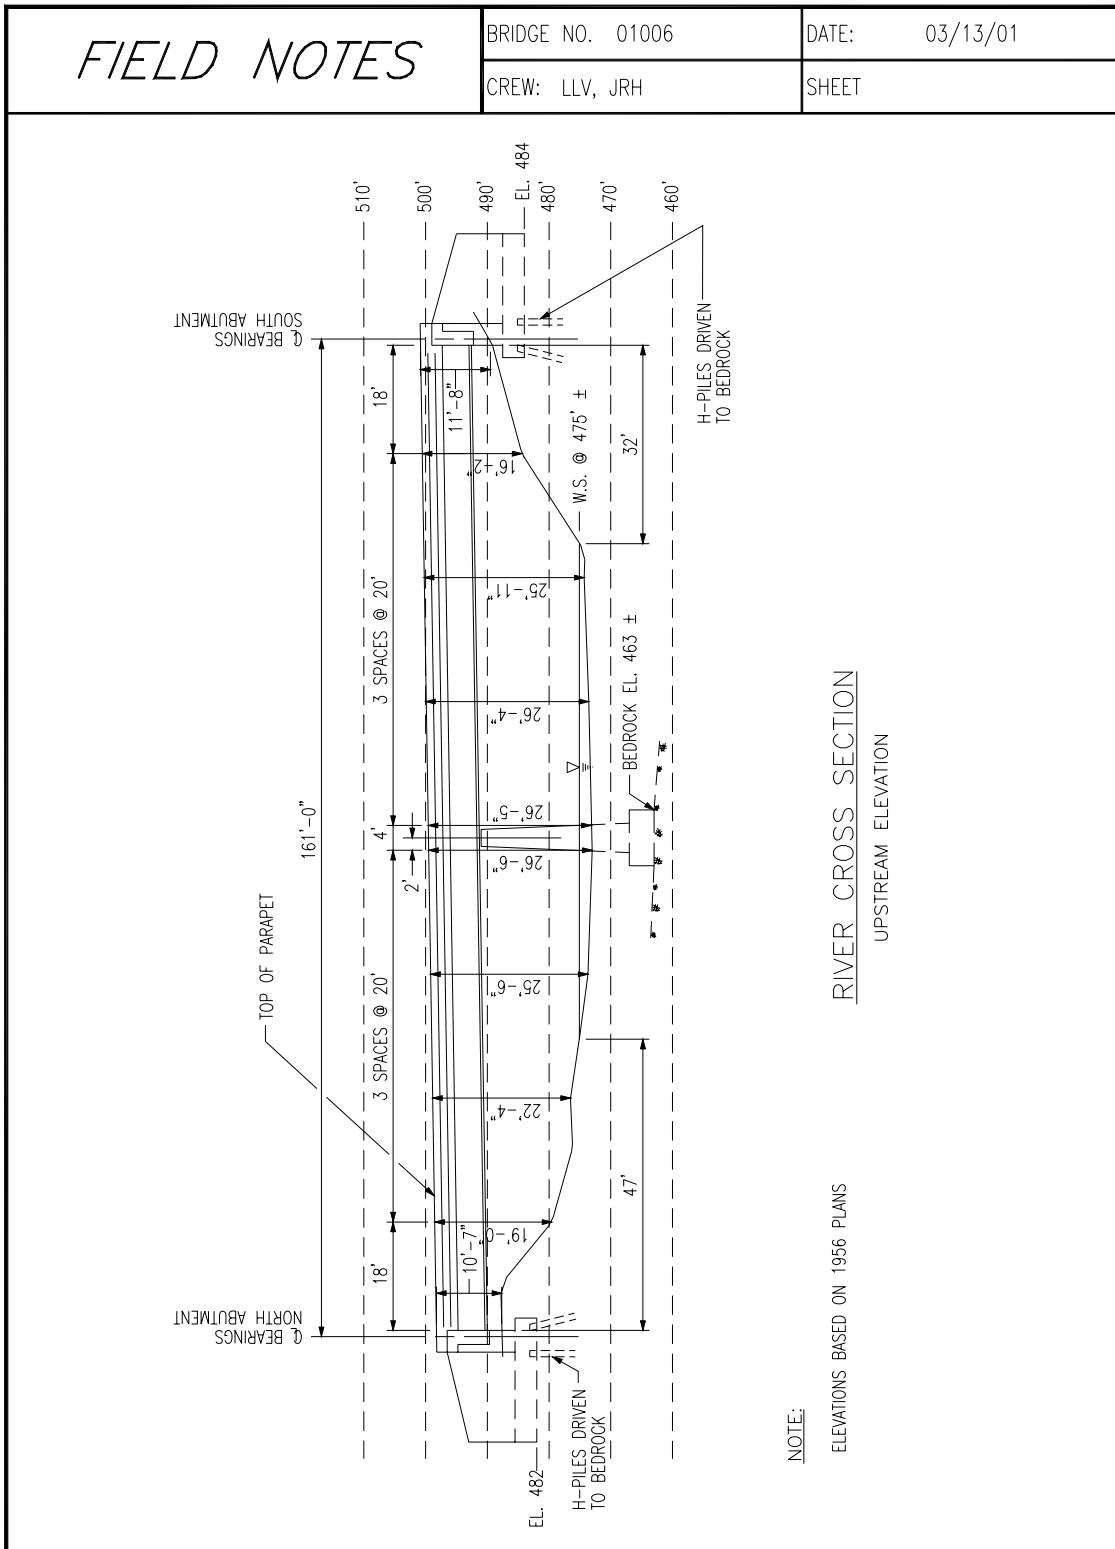 FIELD NOTES
BRIDGE NO. 01006
DATE: 03/13/01
CREW: LLV, JRH
SHEET
510'
500'
490'
EL. 484
480'
470'
460'
℄ BEARINGS
SOUTH ABUTMENT
18'
11'-8"
16'-2"
W.S. @ 475' ±
32'
H-PILES DRIVEN
TO BEDROCK
3 SPACES @ 20'
25'-11"
26'-4"
BEDROCK EL. 463 ±
161'-0"
4'
2'
26'-5"
26'-6"
TOP OF PARAPET
3 SPACES @ 20'
25'-6"
22'-4"
19'-0"
47'
18'
10'-7"
℄ BEARINGS
NORTH ABUTMENT
EL. 482
H-PILES DRIVEN
TO BEDROCK
RIVER CROSS SECTION
UPSTREAM ELEVATION
NOTE:
ELEVATIONS BASED ON 1956 PLANS